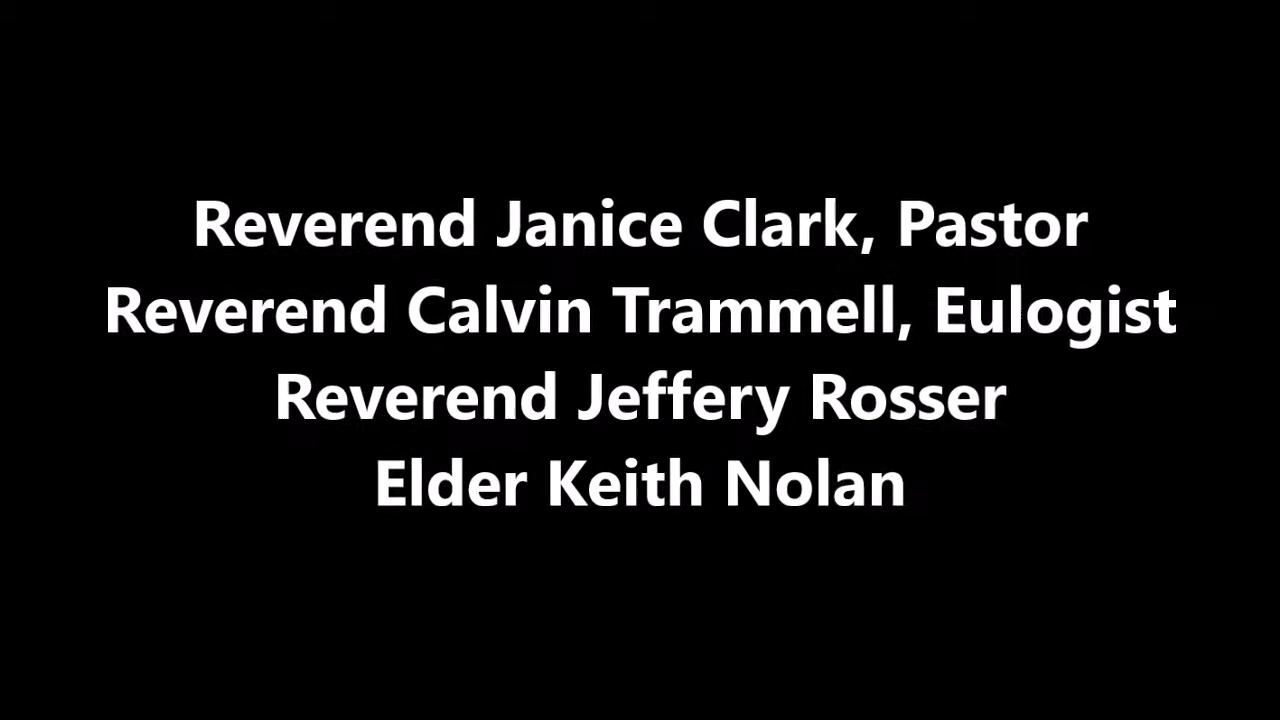 Reverend Janice Clark, Pastor
Reverend Calvin Trammell, Eulogist
Reverend Jeffery Rosser
Elder Keith Nolan